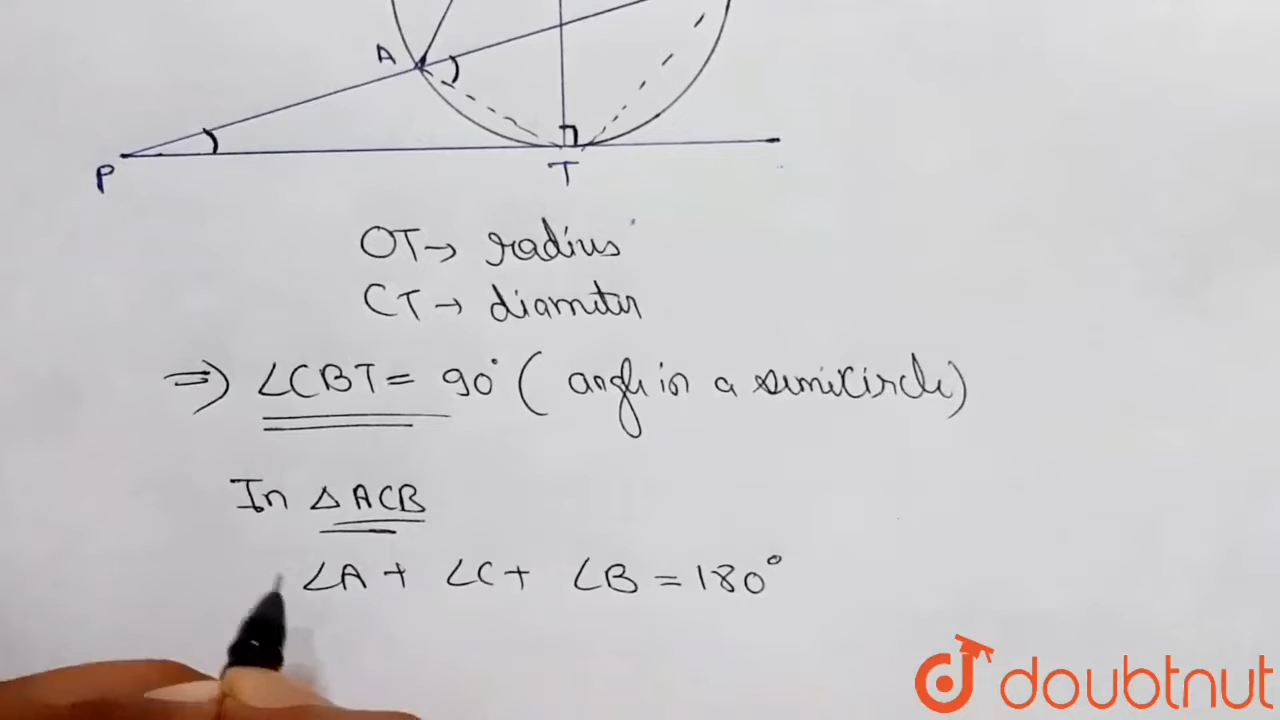 A
P
T
OT → radius
CT → diameter
⇒) ∠CBT = 90° ( angle in a semicircle)
In △ ACB
∠A + ∠C + ∠B = 180°
doubtnut